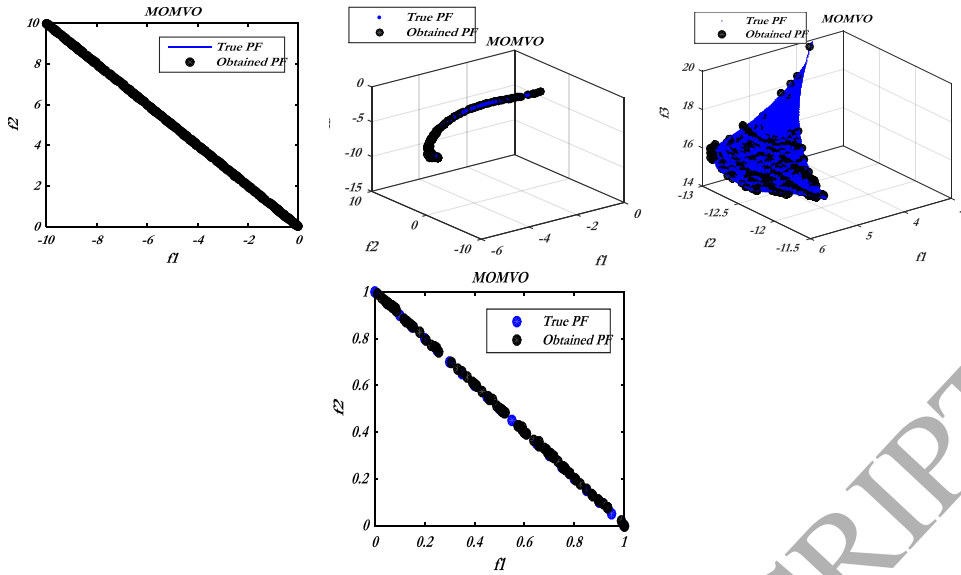 MOMVO
10
8
6
4
2
0
f2
True PF
Obtained PF
-10
-8
-6
-4
-2
0
f1
True PF
Obtained PF
MOMVO
0
-5
-10
-15
10
0
-10
f2
-6
-4
-2
0
f1
True PF
Obtained PF
MOMVO
20
18
16
14
f3
-13
-12.5
-12
-11.5
f2
6
5
4
f1
MOMVO
1
0.8
0.6
0.4
0.2
0
f2
True PF
Obtained PF
0
0.2
0.4
0.6
0.8
1
f1